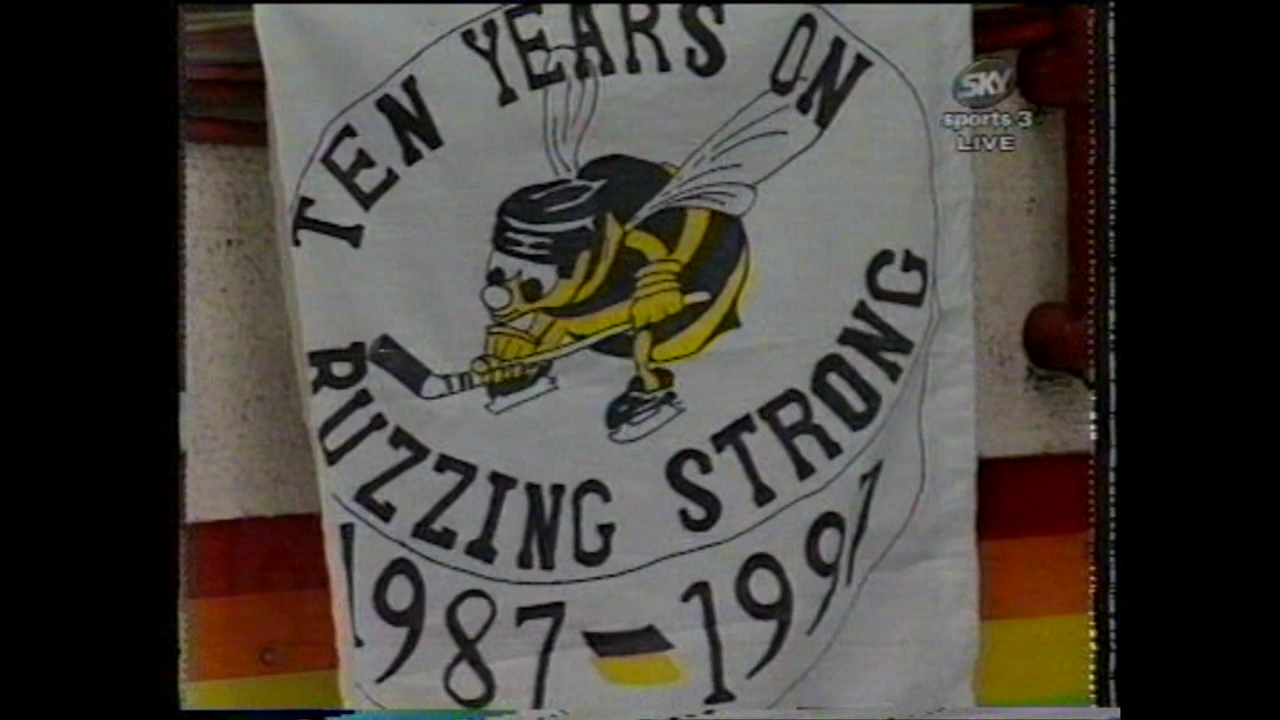 TEN YEARS ON
BUZZING STRONG
1987-1997
SKY
sports 3
LIVE